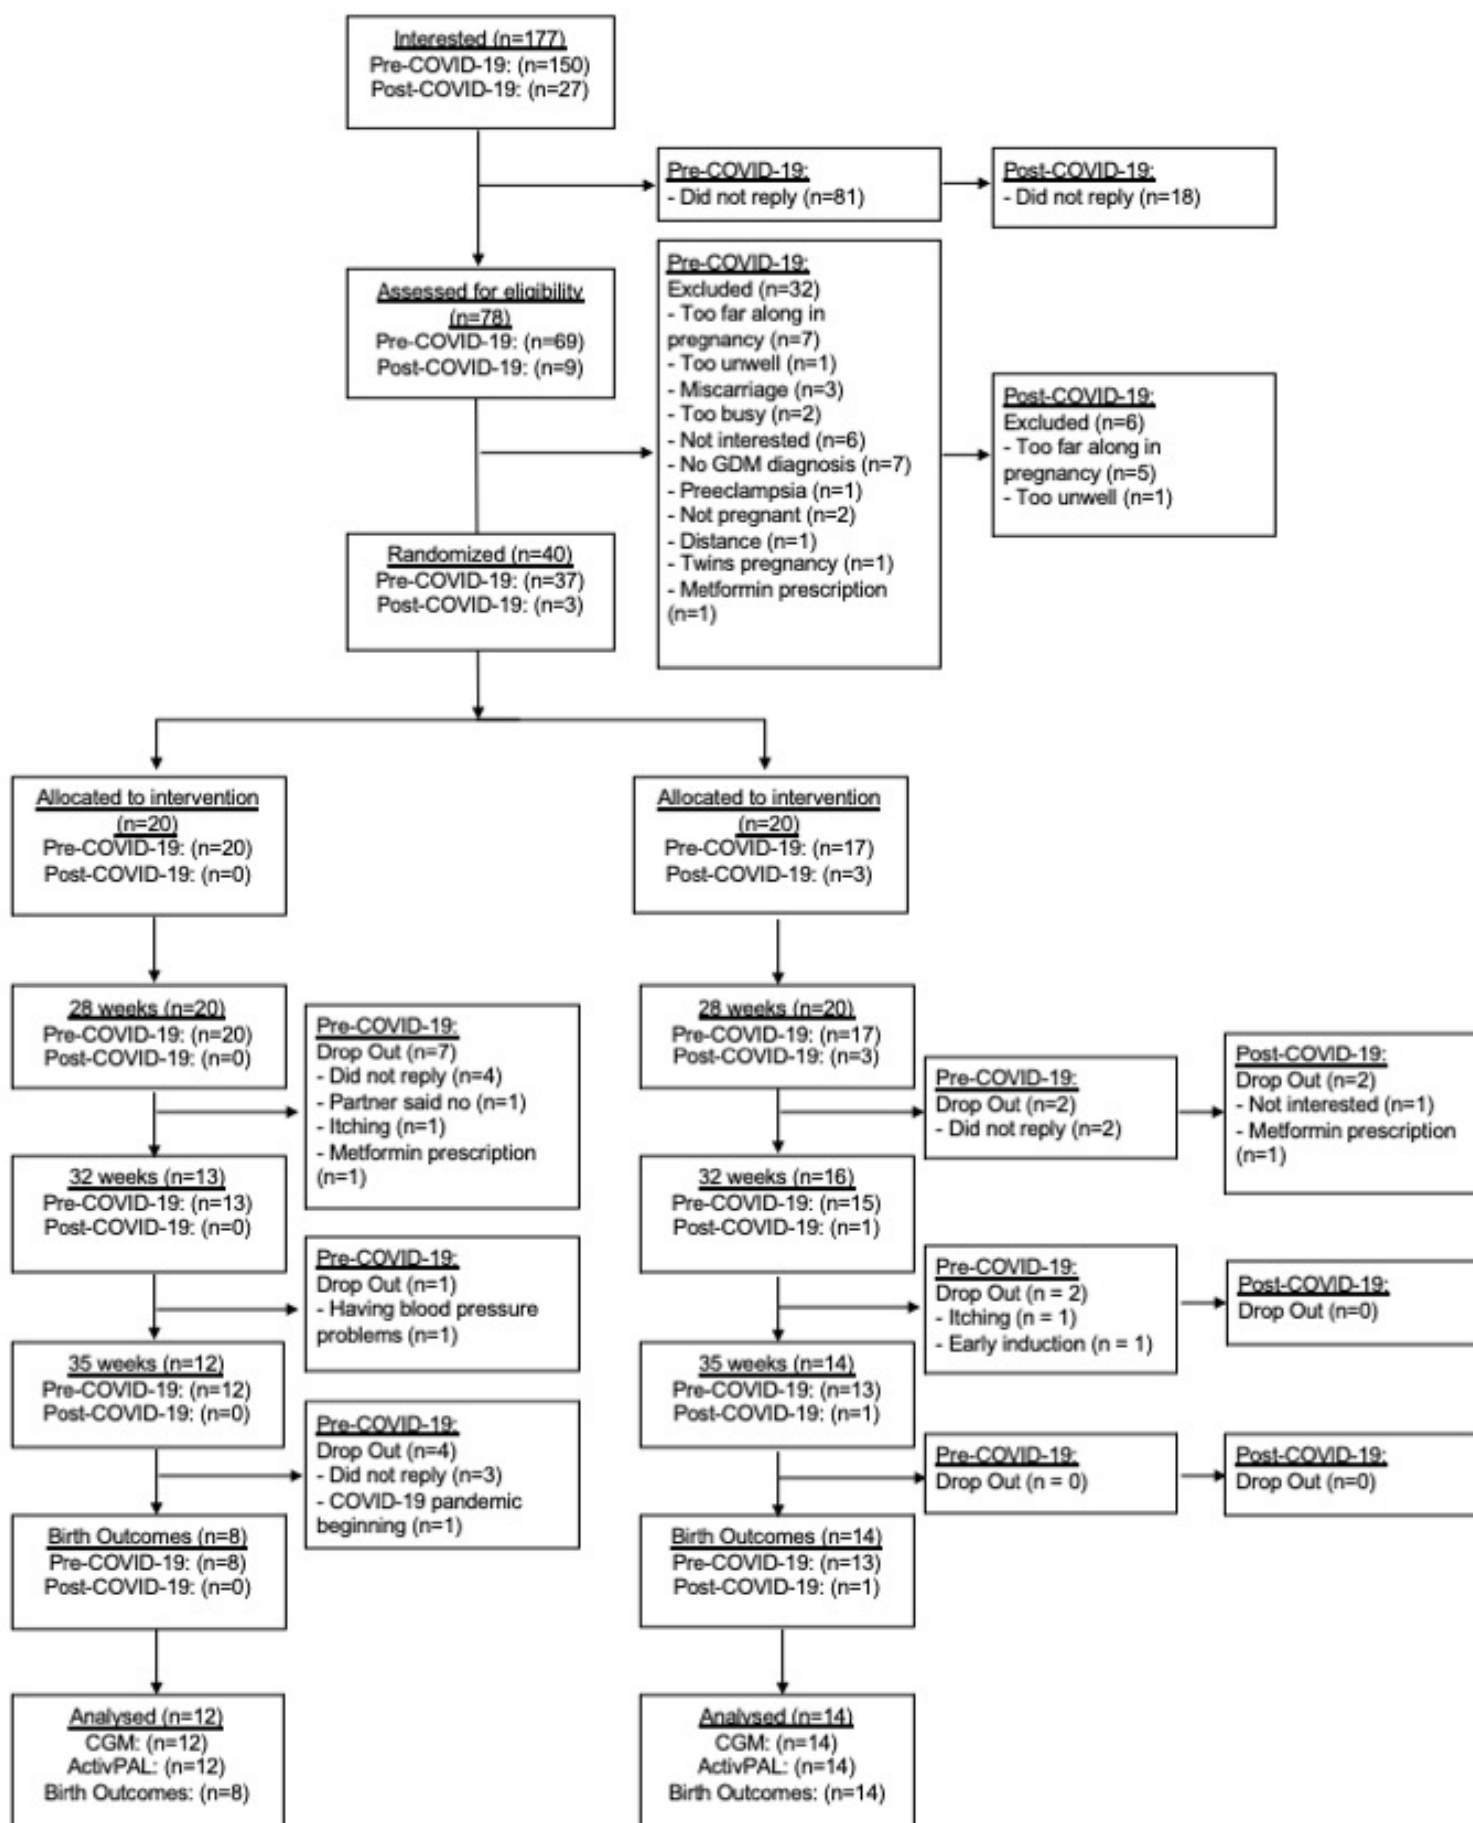 Interested (n=177)
Pre-COVID-19: (n=150)
Post-COVID-19: (n=27)
Pre-COVID-19:
- Did not reply (n=81)
Post-COVID-19:
- Did not reply (n=18)
Assessed for eligibility
(n=78)
Pre-COVID-19: (n=69)
Post-COVID-19: (n=9)
Pre-COVID-19:
Excluded (n=32)
- Too far along in
pregnancy (n=7)
- Too unwell (n=1)
- Miscarriage (n=3)
- Too busy (n=2)
- Not interested (n=6)
- No GDM diagnosis (n=7)
- Preeclampsia (n=1)
- Not pregnant (n=2)
- Distance (n=1)
- Twins pregnancy (n=1)
- Metformin prescription
(n=1)
Post-COVID-19:
Excluded (n=6)
- Too far along in
pregnancy (n=5)
- Too unwell (n=1)
Randomized (n=40)
Pre-COVID-19: (n=37)
Post-COVID-19: (n=3)
Allocated to intervention
(n=20)
Pre-COVID-19: (n=20)
Post-COVID-19: (n=0)
Allocated to intervention
(n=20)
Pre-COVID-19: (n=17)
Post-COVID-19: (n=3)
28 weeks (n=20)
Pre-COVID-19: (n=20)
Post-COVID-19: (n=0)
Pre-COVID-19:
Drop Out (n=7)
- Did not reply (n=4)
- Partner said no (n=1)
- Itching (n=1)
- Metformin prescription
(n=1)
28 weeks (n=20)
Pre-COVID-19: (n=17)
Post-COVID-19: (n=3)
Pre-COVID-19:
Drop Out (n=2)
- Did not reply (n=2)
Post-COVID-19:
Drop Out (n=2)
- Not interested (n=1)
- Metformin prescription
(n=1)
32 weeks (n=13)
Pre-COVID-19: (n=13)
Post-COVID-19: (n=0)
Pre-COVID-19:
Drop Out (n=1)
- Having blood pressure
problems (n=1)
32 weeks (n=16)
Pre-COVID-19: (n=15)
Post-COVID-19: (n=1)
Pre-COVID-19:
Drop Out (n = 2)
- Itching (n = 1)
- Early induction (n = 1)
Post-COVID-19:
Drop Out (n=0)
35 weeks (n=12)
Pre-COVID-19: (n=12)
Post-COVID-19: (n=0)
Pre-COVID-19:
Drop Out (n=4)
- Did not reply (n=3)
- COVID-19 pandemic
beginning (n=1)
35 weeks (n=14)
Pre-COVID-19: (n=13)
Post-COVID-19: (n=1)
Pre-COVID-19:
Drop Out (n = 0)
Post-COVID-19:
Drop Out (n=0)
Birth Outcomes (n=8)
Pre-COVID-19: (n=8)
Post-COVID-19: (n=0)
Birth Outcomes (n=14)
Pre-COVID-19: (n=13)
Post-COVID-19: (n=1)
Analysed (n=12)
CGM: (n=12)
ActivPAL: (n=12)
Birth Outcomes: (n=8)
Analysed (n=14)
CGM: (n=14)
ActivPAL: (n=14)
Birth Outcomes: (n=14)